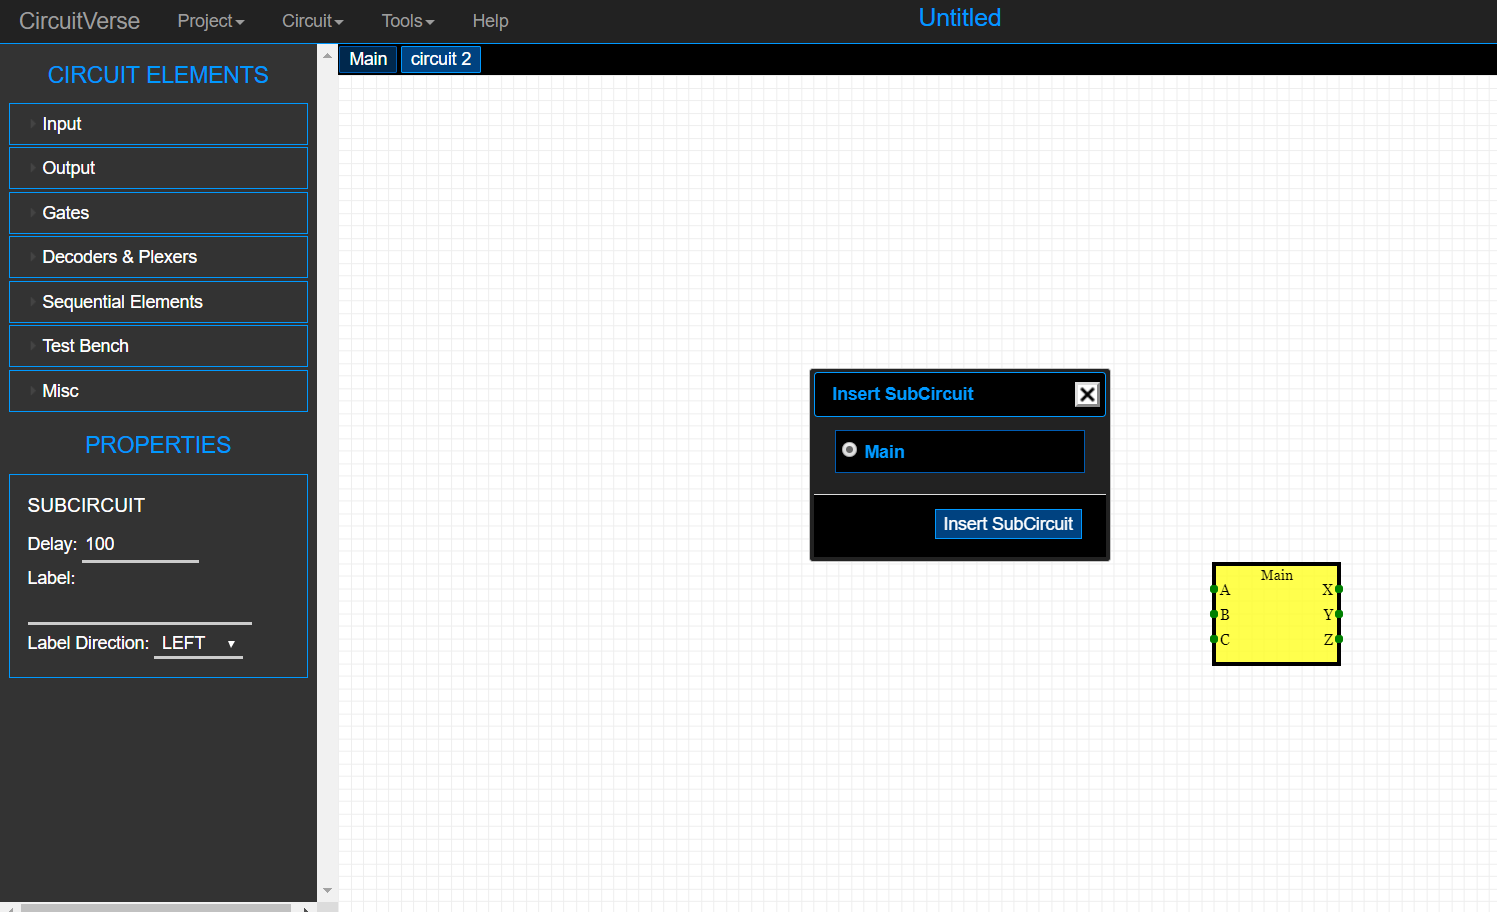 CircuitVerse Project Circuit Tools Help Untitled
Main circuit 2
CIRCUIT ELEMENTS
Input
Output
Gates
Decoders & Plexers
Sequential Elements
Test Bench
Misc
PROPERTIES
SUBCIRCUIT
Delay: 100
Label:
Label Direction: LEFT
Insert SubCircuit
Main
Insert SubCircuit
Main
A X
B Y
C Z